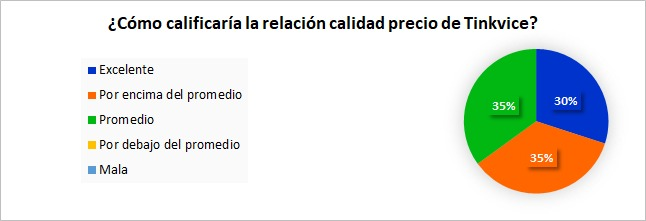 ¿Cómo calificaría la relación calidad precio de Tinkvice?
Excelente
Por encima del promedio
Promedio
Por debajo del promedio
Mala
30%
35%
35%